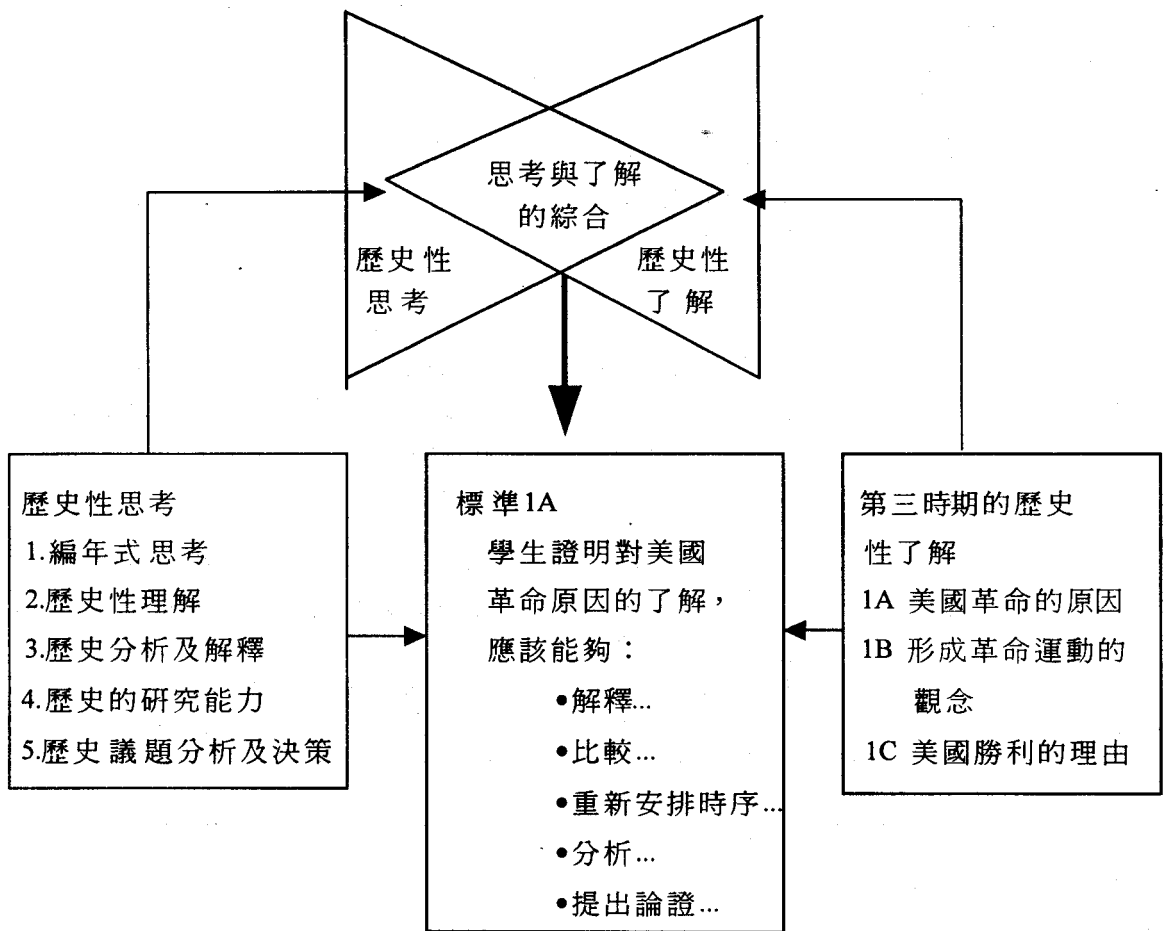 思考與了解
的綜合
歷史性
思考
歷史性
了解
歷史性思考
1.編年式思考
2.歷史性理解
3.歷史分析及解釋
4.歷史的研究能力
5.歷史議題分析及決策
標準1A
學生證明對美國
革命原因的了解，
應該能夠：
•解釋...
•比較...
•重新安排時序...
•分析...
•提出論證...
第三時期的歷史
性了解
1A 美國革命的原因
1B 形成革命運動的
觀念
1C 美國勝利的理由